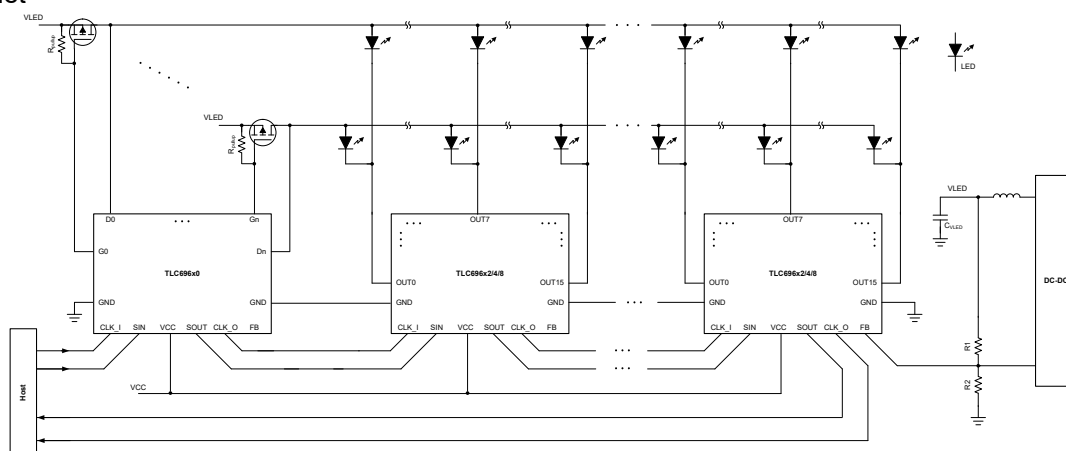 VLED
Rpullup
LED
VLED
Rpullup
D0
. . .
Gn
G0
Dn
TLC696x0
GND
GND
CLK_I
SIN
VCC
SOUT
CLK_O
FB
OUT7
TLC696x2/4/8
OUT0
OUT15
GND
GND
CLK_I
SIN
VCC
SOUT
CLK_O
FB
OUT7
TLC696x2/4/8
OUT0
OUT15
GND
GND
CLK_I
SIN
VCC
SOUT
CLK_O
FB
VLED
CVLED
DC-DC
R1
R2
VCC
Host